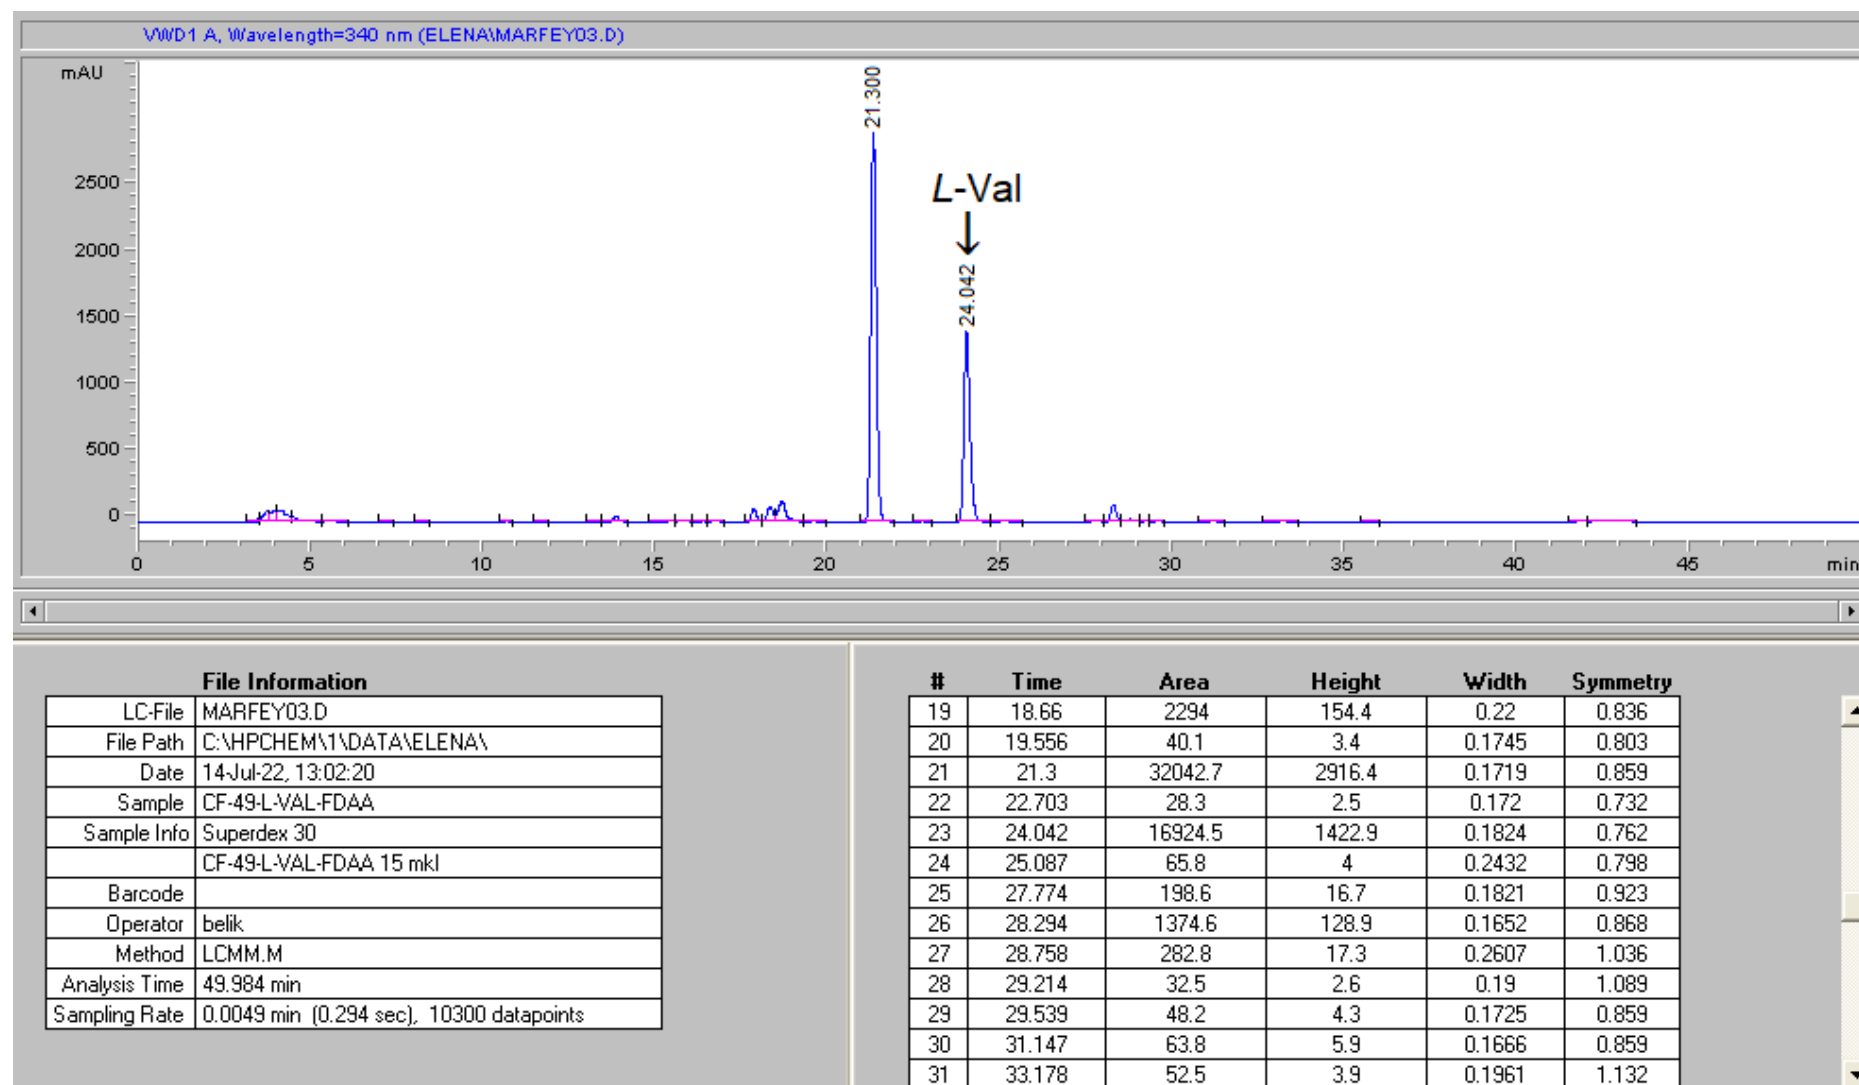 VWD1 A, Wavelength=340 nm (ELENA\MARFEY03.D)
mAU
21.300
2500
L-Val
2000
24.042
1500
1000
500
0
0 5 10 15 20 25 30 35 40 45 min
File Information
LC-File MARFEY03.D
File Path C:\HPCHEM\1\DATA\ELENA\
Date 14-Jul-22, 13:02:20
Sample CF-49-L-VAL-FDAA
Sample Info Superdex 30
CF-49-L-VAL-FDAA 15 mkl
Barcode
Operator belik
Method LCMM.M
Analysis Time 49.984 min
Sampling Rate 0.0049 min (0.294 sec), 10300 datapoints
# Time Area Height Width Symmetry
19 18.66 2294 154.4 0.22 0.836
20 19.556 40.1 3.4 0.1745 0.803
21 21.3 32042.7 2916.4 0.1719 0.859
22 22.703 28.3 2.5 0.172 0.732
23 24.042 16924.5 1422.9 0.1824 0.762
24 25.087 65.8 4 0.2432 0.798
25 27.774 198.6 16.7 0.1821 0.923
26 28.294 1374.6 128.9 0.1652 0.868
27 28.758 282.8 17.3 0.2607 1.036
28 29.214 32.5 2.6 0.19 1.089
29 29.539 48.2 4.3 0.1725 0.859
30 31.147 63.8 5.9 0.1666 0.859
31 33.178 52.5 3.9 0.1961 1.132